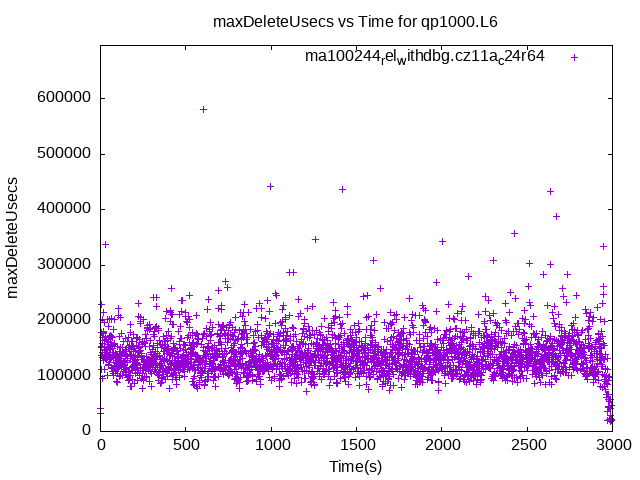 maxDeleteUsecs vs Time for qp1000.L6
ma100244relwithdbg.cz11ac24r64
600000
500000
400000
300000
200000
100000
0
maxDeleteUsecs
0 500 1000 1500 2000 2500 3000
Time(s)